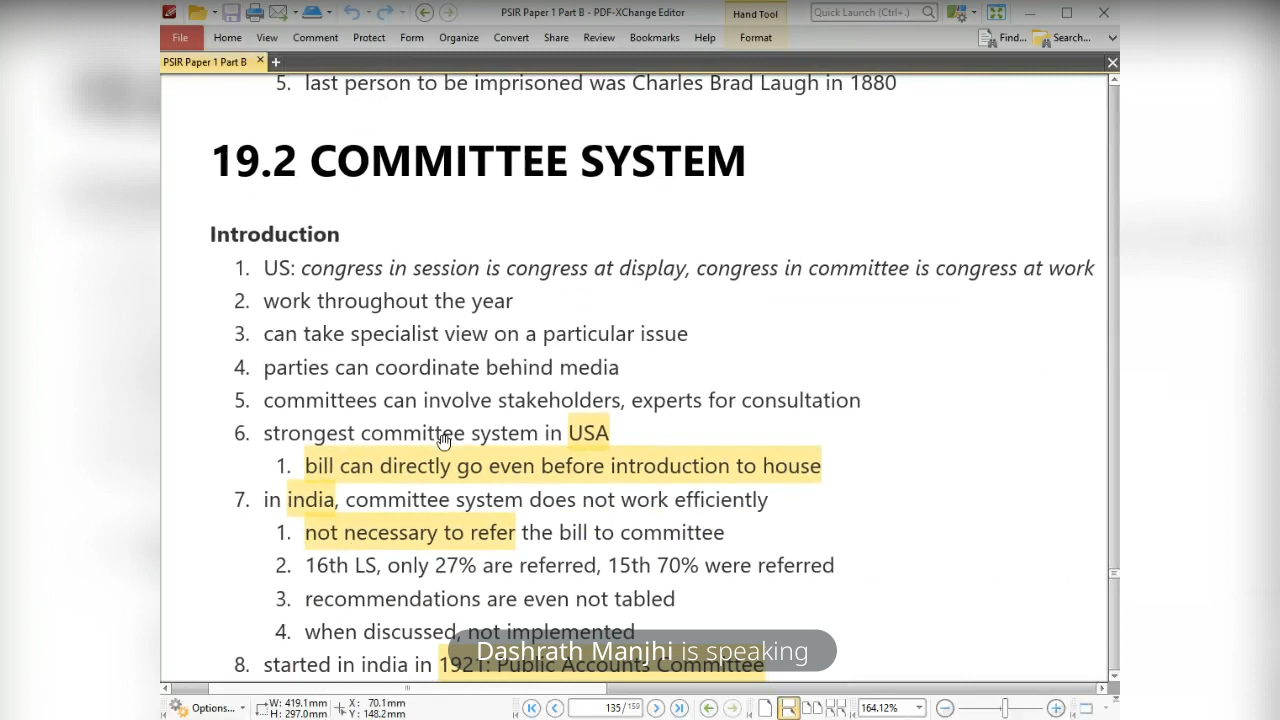 PSIR Paper 1 Part B - PDF-XChange Editor
Hand Tool
Quick Launch (Ctrl+.)
File Home View Comment Protect Form Organize Convert Share Review Bookmarks Help Format Find... Search...
PSIR Paper 1 Part B
5. last person to be imprisoned was Charles Brad Laugh in 1880
19.2 COMMITTEE SYSTEM
Introduction
1. US: congress in session is congress at display, congress in committee is congress at work
2. work throughout the year
3. can take specialist view on a particular issue
4. parties can coordinate behind media
5. committees can involve stakeholders, experts for consultation
6. strongest committee system in USA
1. bill can directly go even before introduction to house
7. in india, committee system does not work efficiently
1. not necessary to refer the bill to committee
2. 16th LS, only 27% are referred, 15th 70% were referred
3. recommendations are even not tabled
4. when discussed, not implemented
Dashrath Manjhi is speaking
8. started in india in 1921: Public Accounts Committee
Options... W: 419.1mm X: 70.1mm
H: 297.0mm Y: 148.2mm
135/159
164.12%